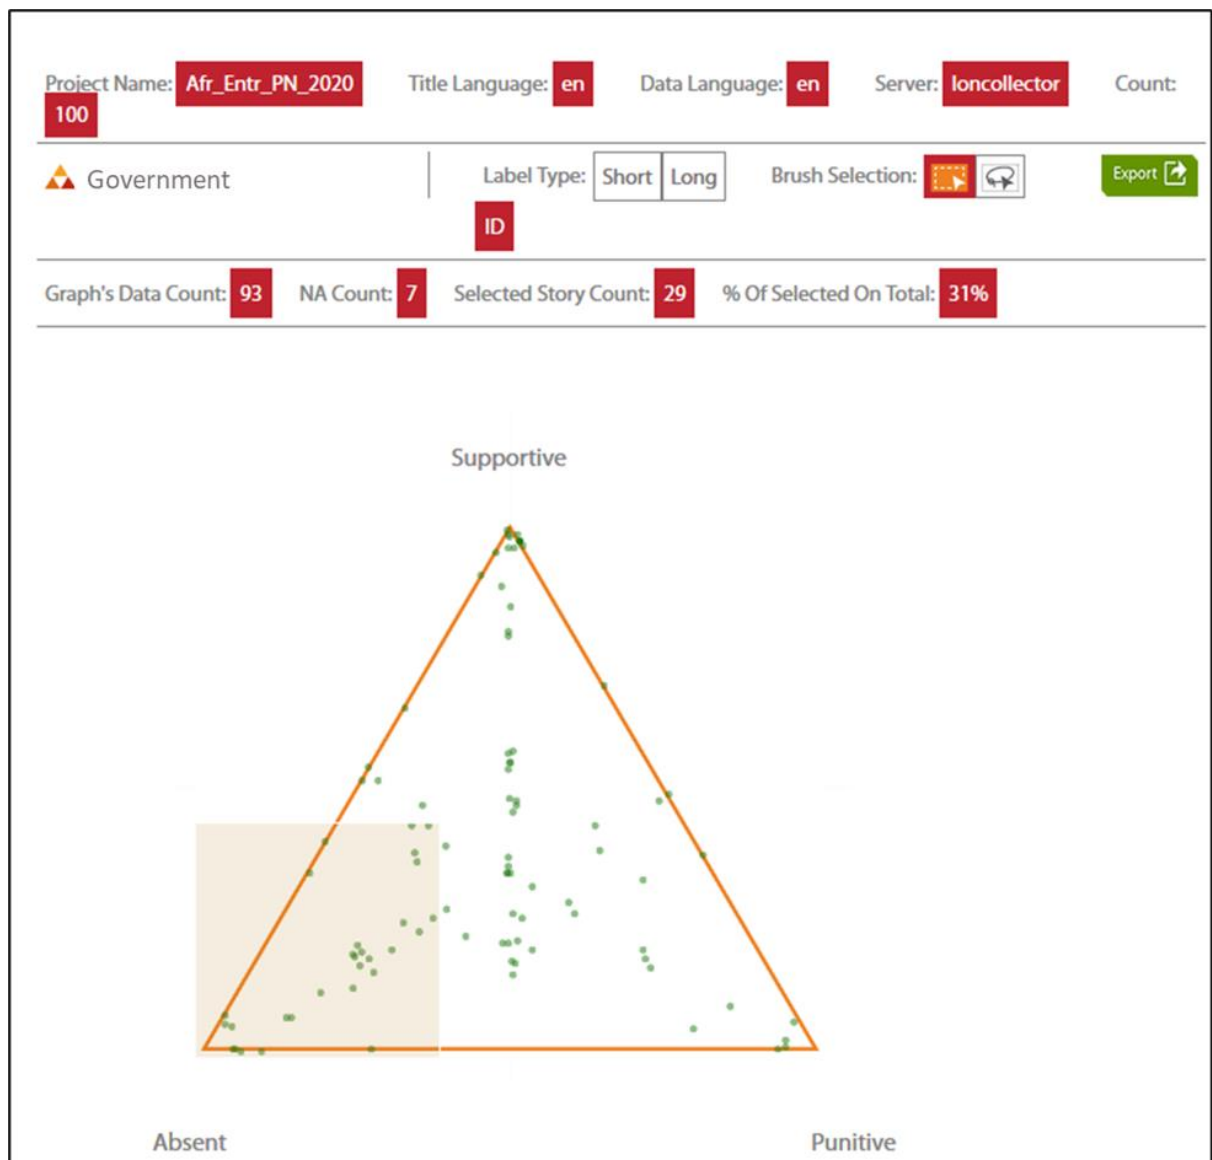 Project Name: Afr_Entr_PN_2020 Title Language: en Data Language: en Server: loncollector Count:
100
Government Label Type: Short Long Brush Selection: Export
ID
Graph's Data Count: 93 NA Count: 7 Selected Story Count: 29 % Of Selected On Total: 31%
Supportive
Absent Punitive